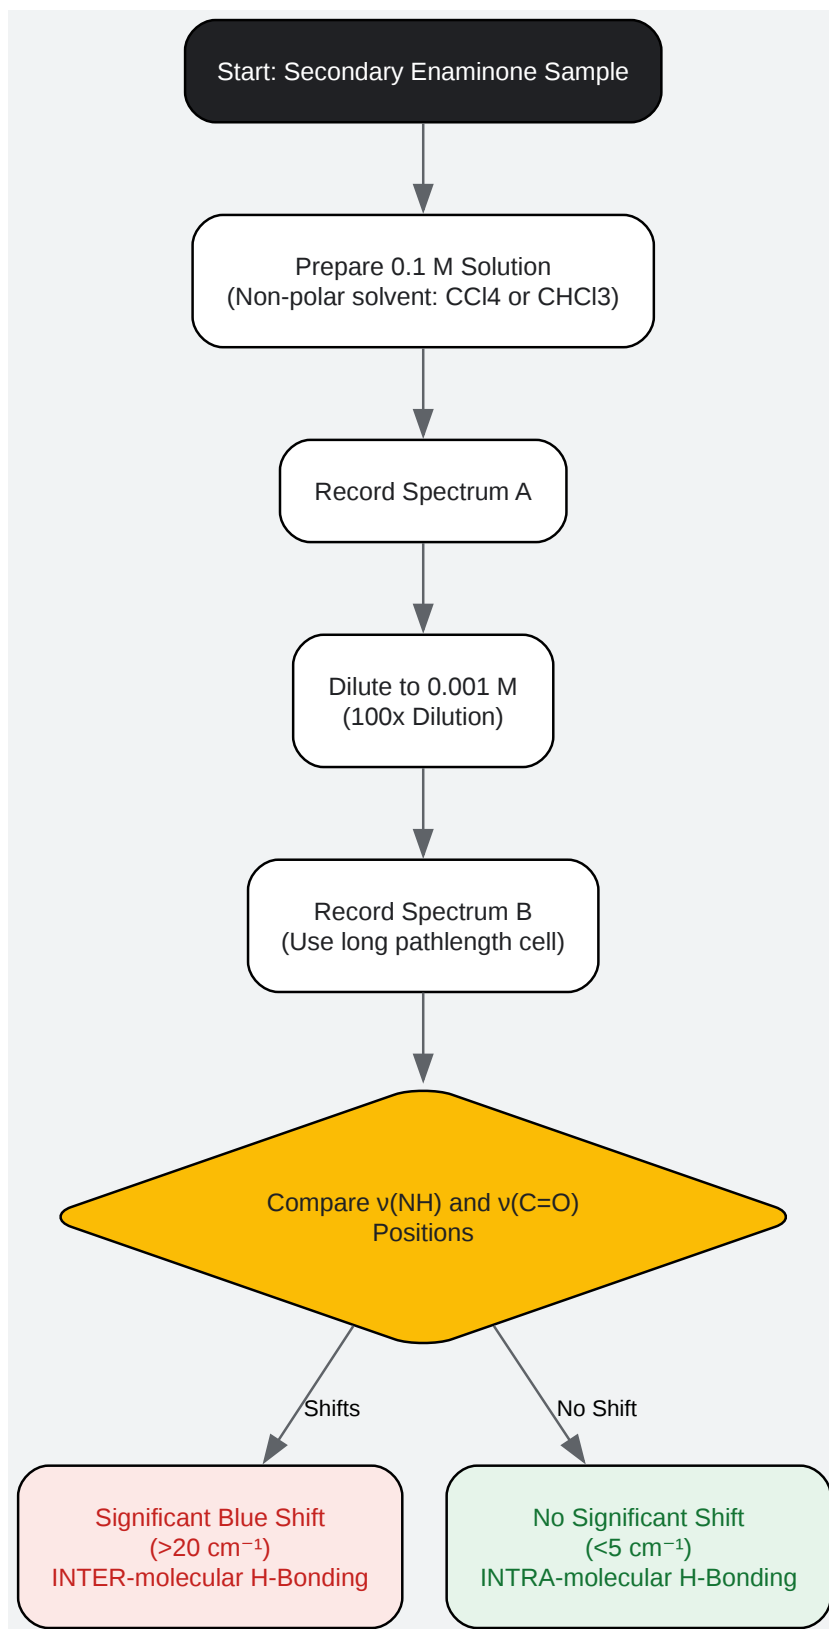 Start: Secondary Enaminone Sample
Prepare 0.1 M Solution
(Non-polar solvent: CCl4 or CHCl3)
Record Spectrum A
Dilute to 0.001 M
(100x Dilution)
Record Spectrum B
(Use long pathlength cell)
Compare ν(NH) and ν(C=O)
Positions
Shifts
No Shift
Significant Blue Shift
(>20 cm⁻¹)
INTER-molecular H-Bonding
No Significant Shift
(<5 cm⁻¹)
INTRA-molecular H-Bonding